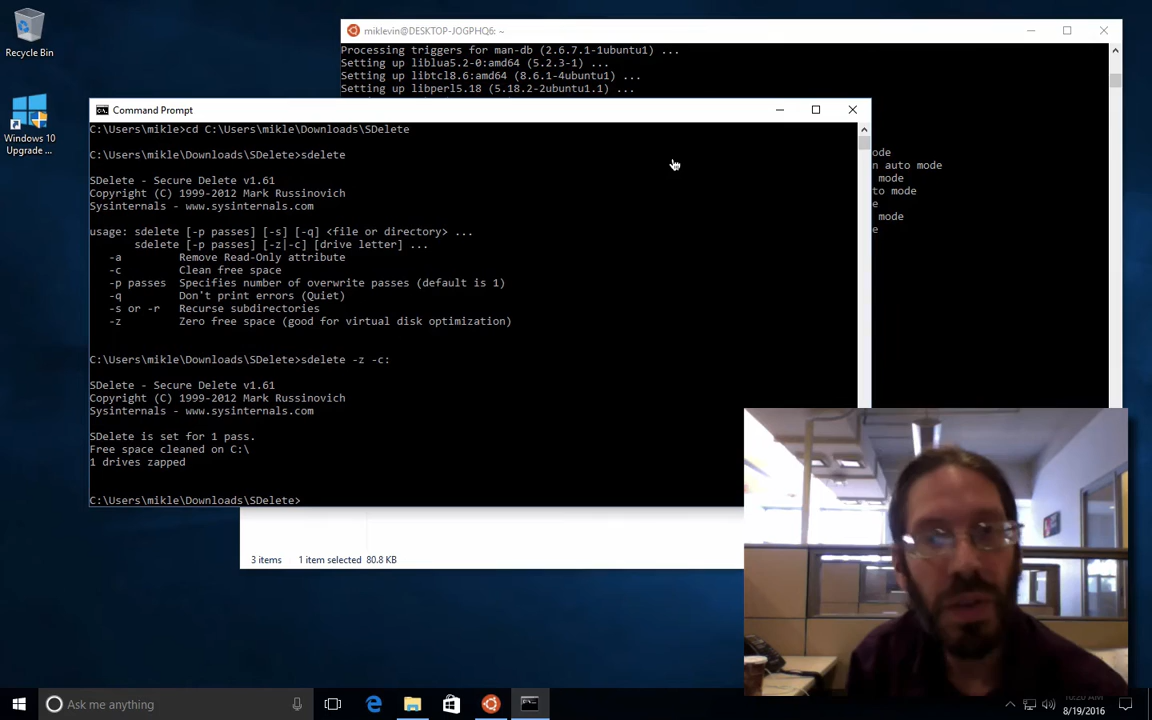 Recycle Bin
Windows 10
Upgrade ...
miklevin@DESKTOP-JOGPHQ6: ~
Processing triggers for man-db (2.6.7.1-1ubuntu1) ...
Setting up liblua5.2-0:amd64 (5.2.3-1) ...
Setting up libtcl8.6:amd64 (8.6.1-4ubuntu1) ...
Setting up libperl5.18 (5.18.2-2ubuntu1.1) ...
ode
n auto mode
mode
to mode
e
mode
e
Command Prompt
C:\Users\mikle>cd C:\Users\mikle\Downloads\SDelete
C:\Users\mikle\Downloads\SDelete>sdelete
SDelete - Secure Delete v1.61
Copyright (C) 1999-2012 Mark Russinovich
Sysinternals - www.sysinternals.com
usage: sdelete [-p passes] [-s] [-q] <file or directory> ...
sdelete [-p passes] [-z|-c] [drive letter] ...
-a Remove Read-Only attribute
-c Clean free space
-p passes Specifies number of overwrite passes (default is 1)
-q Don't print errors (Quiet)
-s or -r Recurse subdirectories
-z Zero free space (good for virtual disk optimization)
C:\Users\mikle\Downloads\SDelete>sdelete -z -c:
SDelete - Secure Delete v1.61
Copyright (C) 1999-2012 Mark Russinovich
Sysinternals - www.sysinternals.com
SDelete is set for 1 pass.
Free space cleaned on C:\
1 drives zapped
C:\Users\mikle\Downloads\SDelete>
3 items 1 item selected 80.8 KB
Ask me anything
8/19/2016